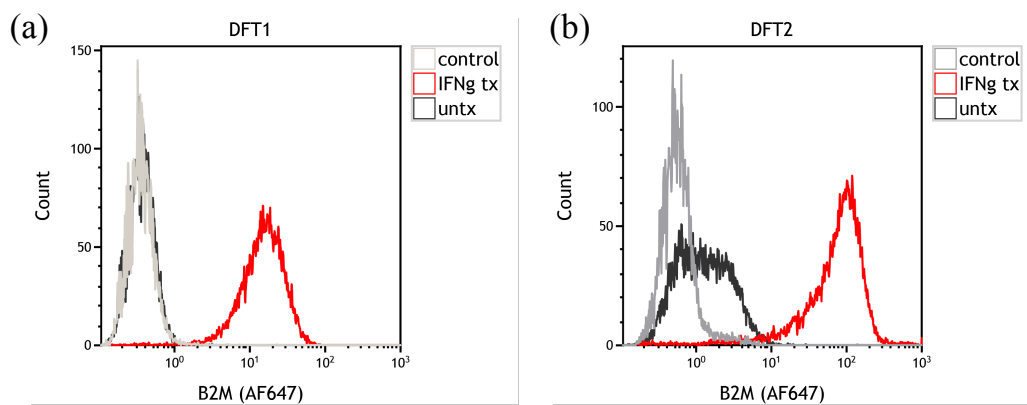 (a)
DFT1
150
100
50
0
Count
10⁰
10¹
10²
10³
B2M (AF647)
control
IFNg tx
untx
(b)
DFT2
100
50
0
Count
10⁰
10¹
10²
10³
B2M (AF647)
control
IFNg tx
untx